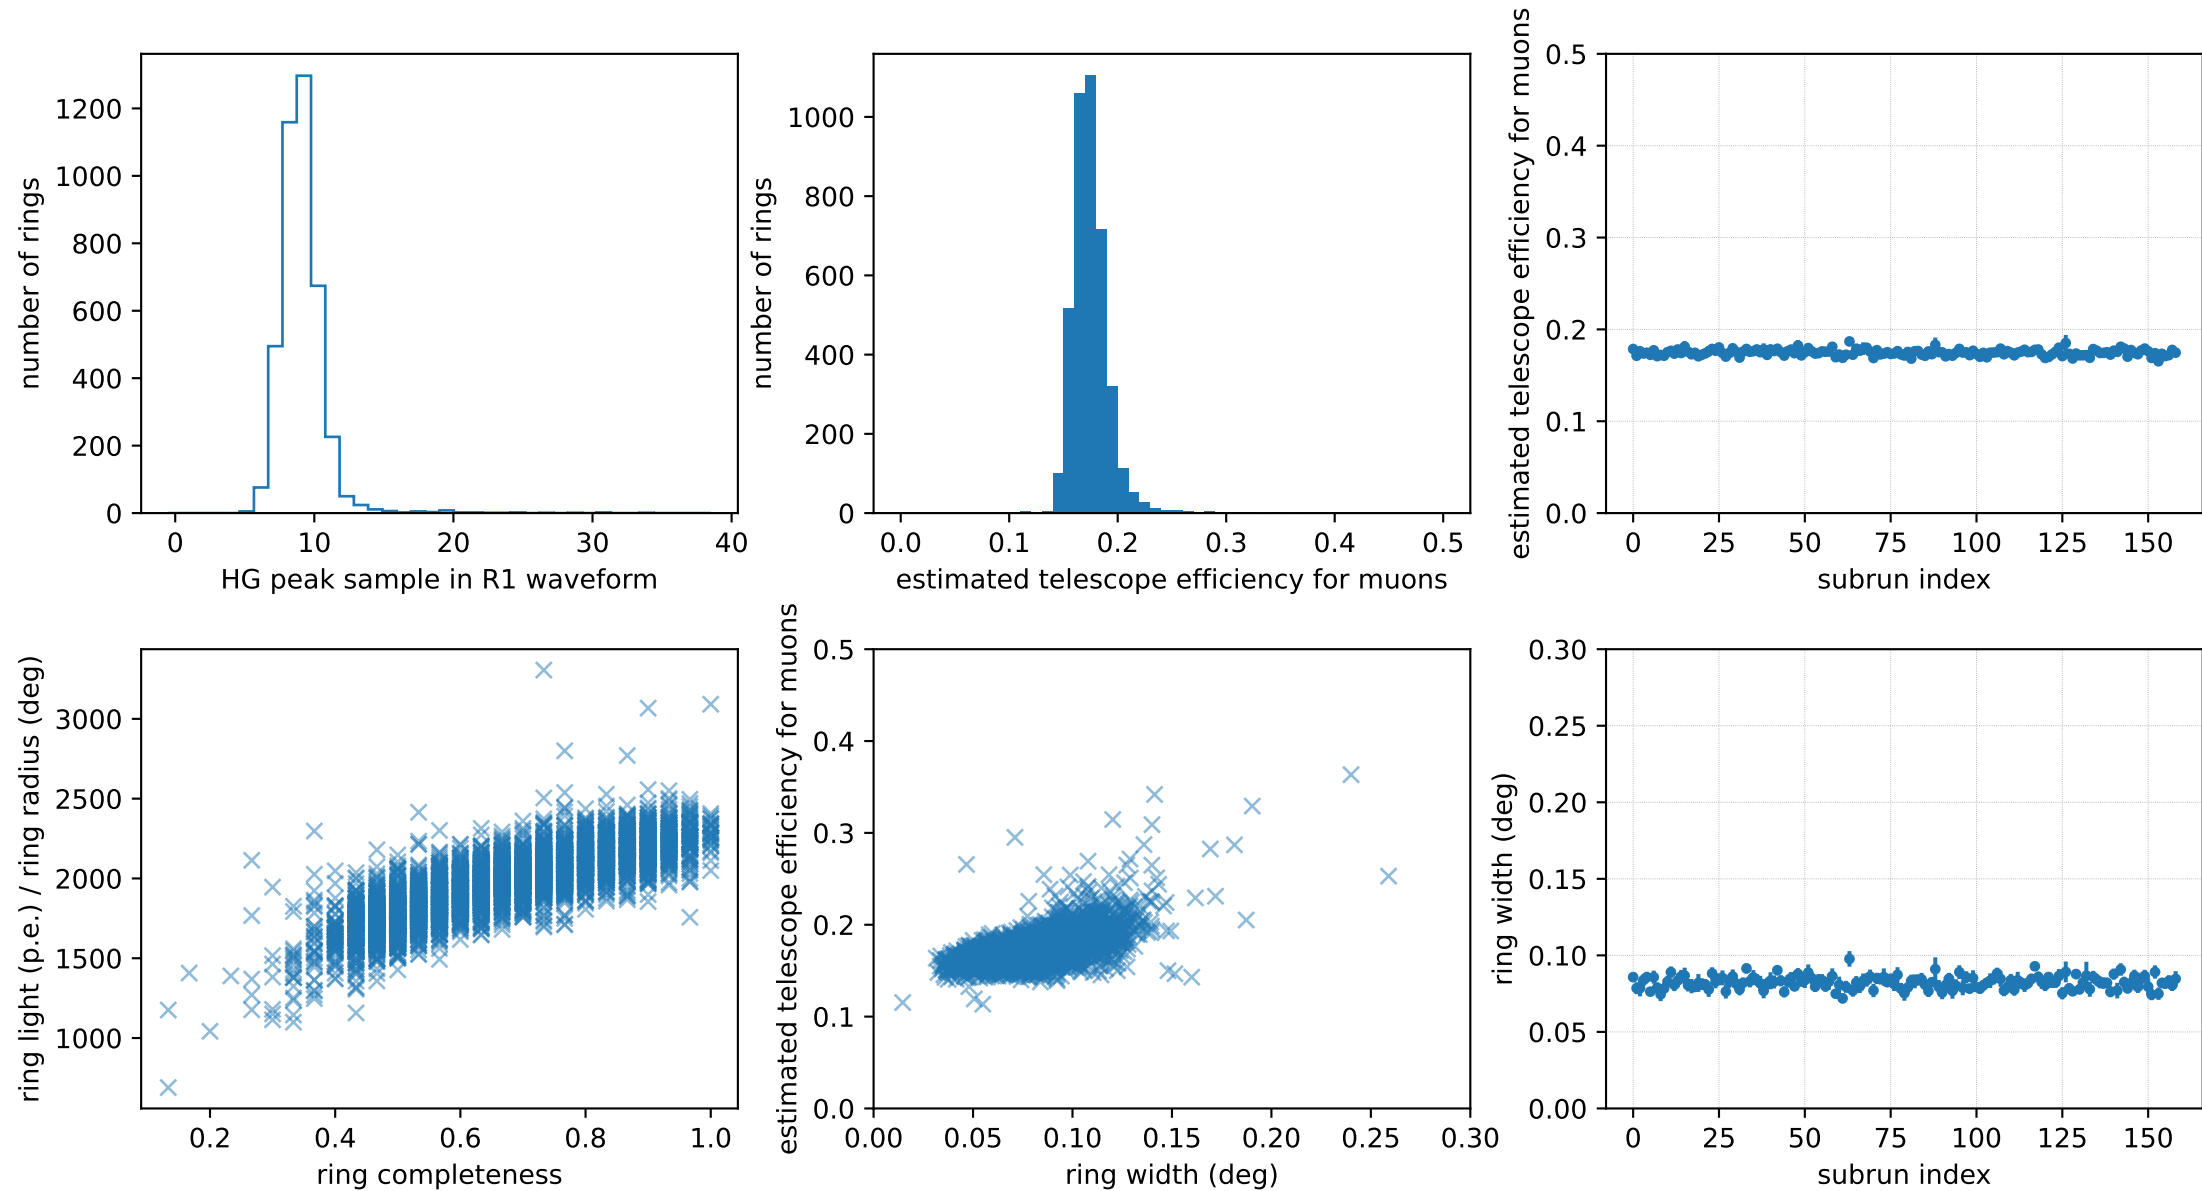 number of rings
1200
1000
800
600
400
200
0
0 10 20 30 40
HG peak sample in R1 waveform
number of rings
1000
800
600
400
200
0
0.0 0.1 0.2 0.3 0.4 0.5
estimated telescope efficiency for muons
estimated telescope efficiency for muons
0.5
0.4
0.3
0.2
0.1
0.0
0 25 50 75 100 125 150
subrun index
ring light (p.e.) / ring radius (deg)
3000
2500
2000
1500
1000
0.2 0.4 0.6 0.8 1.0
ring completeness
estimated telescope efficiency for muons
0.5
0.4
0.3
0.2
0.1
0.0
0.00 0.05 0.10 0.15 0.20 0.25 0.30
ring width (deg)
ring width (deg)
0.30
0.25
0.20
0.15
0.10
0.05
0.00
0 25 50 75 100 125 150
subrun index